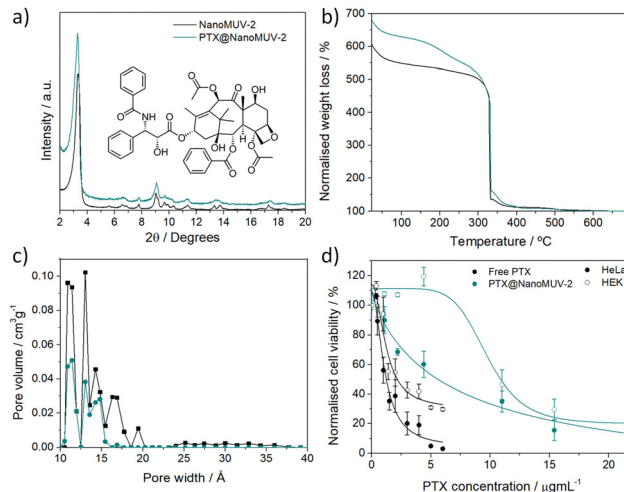 a)
NanoMUV-2
PTX@NanoMUV-2
Intensity / a.u.
O
O
NH
O
OH
O
O
O
O
OH
OH
O
O
O
O
H
O
O
2 4 6 8 10 12 14 16 18 20
2θ / Degrees
b)
Normalised weight loss / %
700
600
500
400
300
200
100
200 400 600
Temperature / ºC
c)
Pore volume / cm³g⁻¹
0.10
0.08
0.06
0.04
0.02
0.00
10 15 20 25 30 35 40
Pore width / Å
d)
Free PTX
PTX@NanoMUV-2
HeLa
HEK
Normalised cell viability / %
120
100
80
60
40
20
0
0 5 10 15 20
PTX concentration / μgmL⁻¹